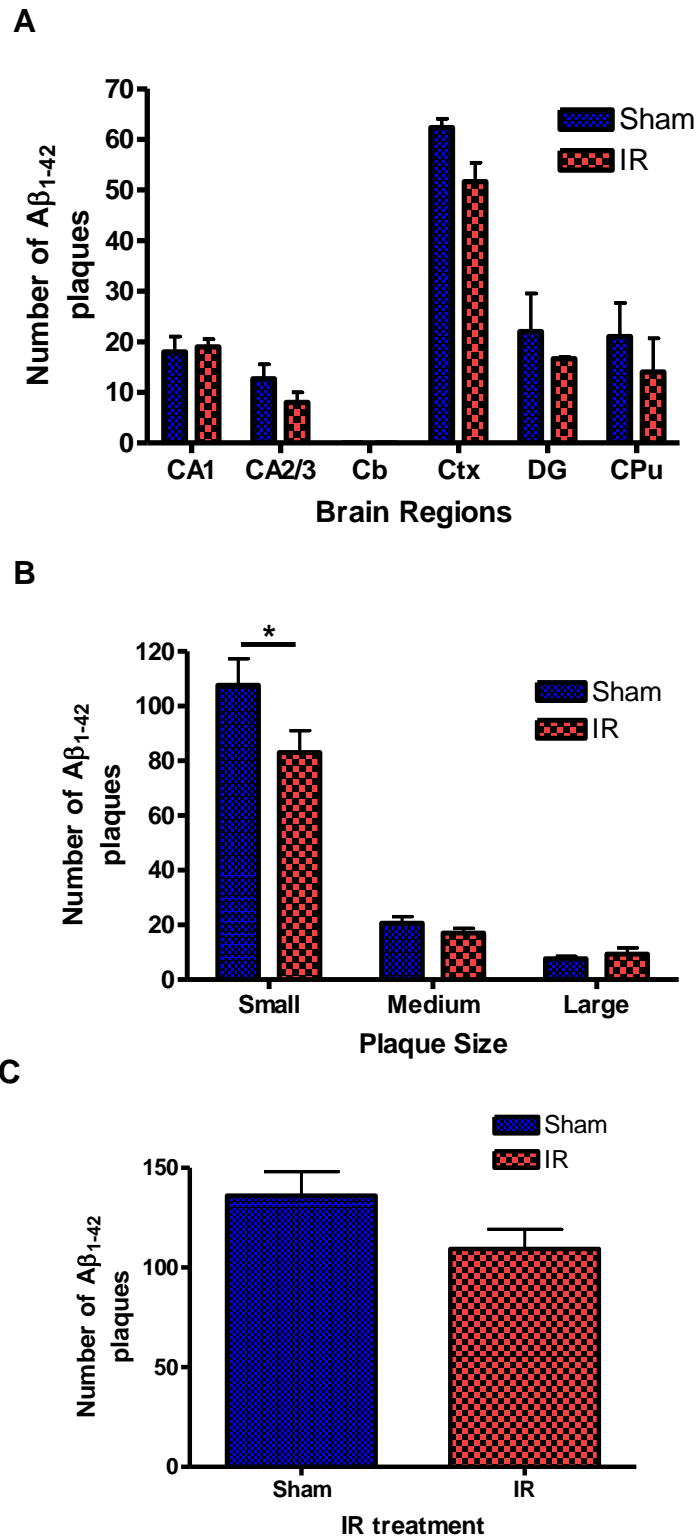 A
Number of Aβ1-42
plaques
70
60
50
40
30
20
10
0
Sham
IR
CA1 CA2/3 Cb Ctx DG CPu
Brain Regions
B
Number of Aβ1-42
plaques
120
100
80
60
40
20
0
*
Sham
IR
Small Medium Large
Plaque Size
C
Number of Aβ1-42
plaques
150
100
50
0
Sham
IR
Sham IR
IR treatment